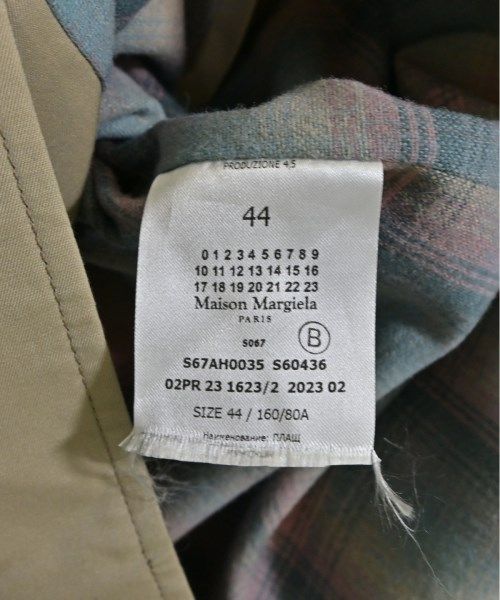 PRODUZIONE 4,5
44
0 1 2 3 4 5 6 7 8 9
10 11 12 13 14 15 16
17 18 19 20 21 22 23
Maison Margiela
PARIS
S067
B
S67AH0035 S60436
02PR 23 1623/2 2023 02
SIZE 44 / 160/80A
Наименование: ПЛАЩ